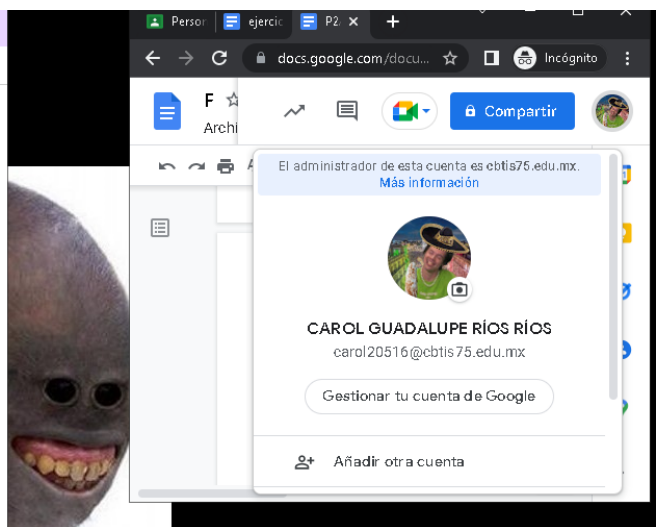 Persor
ejercic
P2.
docs.google.com/docu...
Incógnito
F
Archi
Compartir
El administrador de esta cuenta es cbtis75.edu.mx.
Más información
CAROL GUADALUPE RÍOS RÍOS
carol20516@cbtis75.edu.mx
Gestionar tu cuenta de Google
Añadir otra cuenta